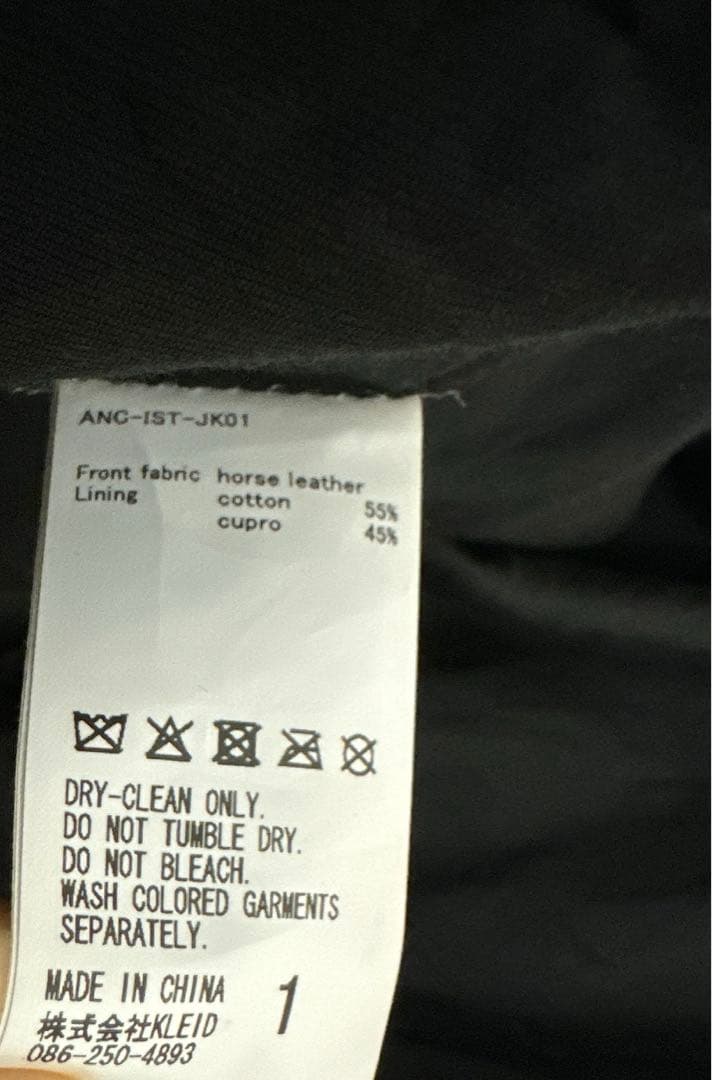 ANC-IST-JK01
Front fabric horse leather
Lining cotton 55%
cupro 45%
DRY-CLEAN ONLY.
DO NOT TUMBLE DRY.
DO NOT BLEACH.
WASH COLORED GARMENTS
SEPARATELY.
MADE IN CHINA 1
株式会社KLEID
086-250-4893